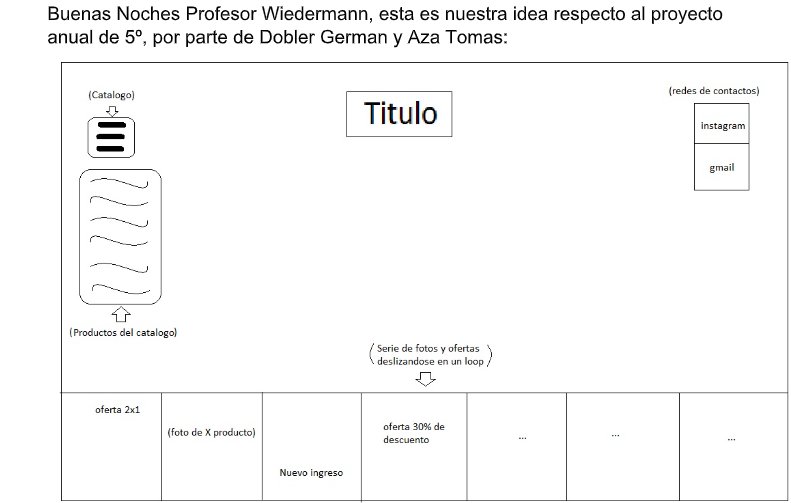 Buenas Noches Profesor Wiedermann, esta es nuestra idea respecto al proyecto
anual de 5º, por parte de Dobler German y Aza Tomas:
(Catalogo)
Titulo
(redes de contactos)
instagram
gmail
(Productos del catalogo)
(Serie de fotos y ofertas
deslizandose en un loop)
oferta 2x1
(foto de X producto)
Nuevo ingreso
oferta 30% de
descuento
...
...
...